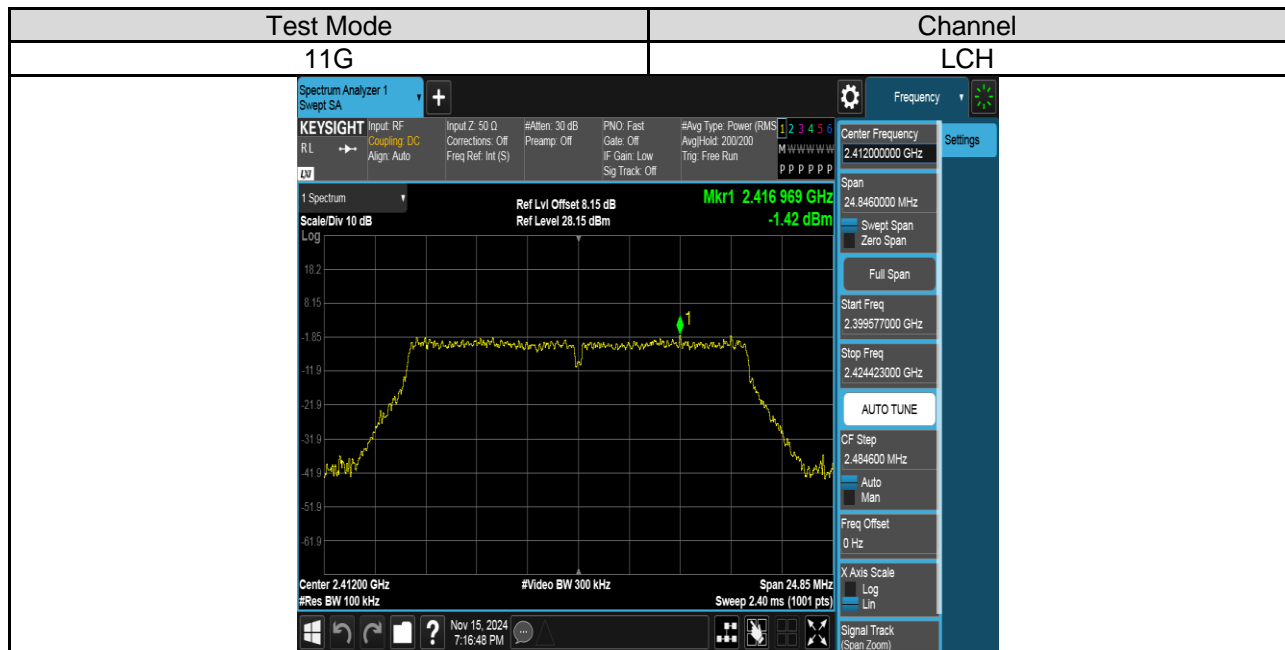 Test Mode
Channel
11G
LCH
Spectrum Analyzer 1
Swept SA
+
Frequency
KEYSIGHT
RL
LXI
Input: RF
Coupling: DC
Align: Auto
Input Z: 50 Ω
Corrections: Off
Freq Ref: Int (S)
#Atten: 30 dB
Preamp: Off
PNO: Fast
Gate: Off
IF Gain: Low
Sig Track: Off
#Avg Type: Power (RMS
Avg|Hold: 200/200
Trig: Free Run
1 2 3 4 5 6
M W W W W W
P P P P P P
Center Frequency
2.412000000 GHz
Settings
1 Spectrum
Scale/Div 10 dB
Log
Ref Lvl Offset 8.15 dB
Ref Level 28.15 dBm
Mkr1 2.416 969 GHz
-1.42 dBm
Span
24.8460000 MHz
Swept Span
Zero Span
Full Span
Start Freq
2.399577000 GHz
Stop Freq
2.424423000 GHz
AUTO TUNE
CF Step
2.484600 MHz
Auto
Man
Freq Offset
0 Hz
X Axis Scale
Log
Lin
Signal Track
(Span Zoom)
18.2
8.15
-1.85
-11.9
-21.9
-31.9
-41.9
-51.9
-61.9
1
Center 2.41200 GHz
#Res BW 100 kHz
#Video BW 300 kHz
Span 24.85 MHz
Sweep 2.40 ms (1001 pts)
?
Nov 15, 2024
7:16:48 PM